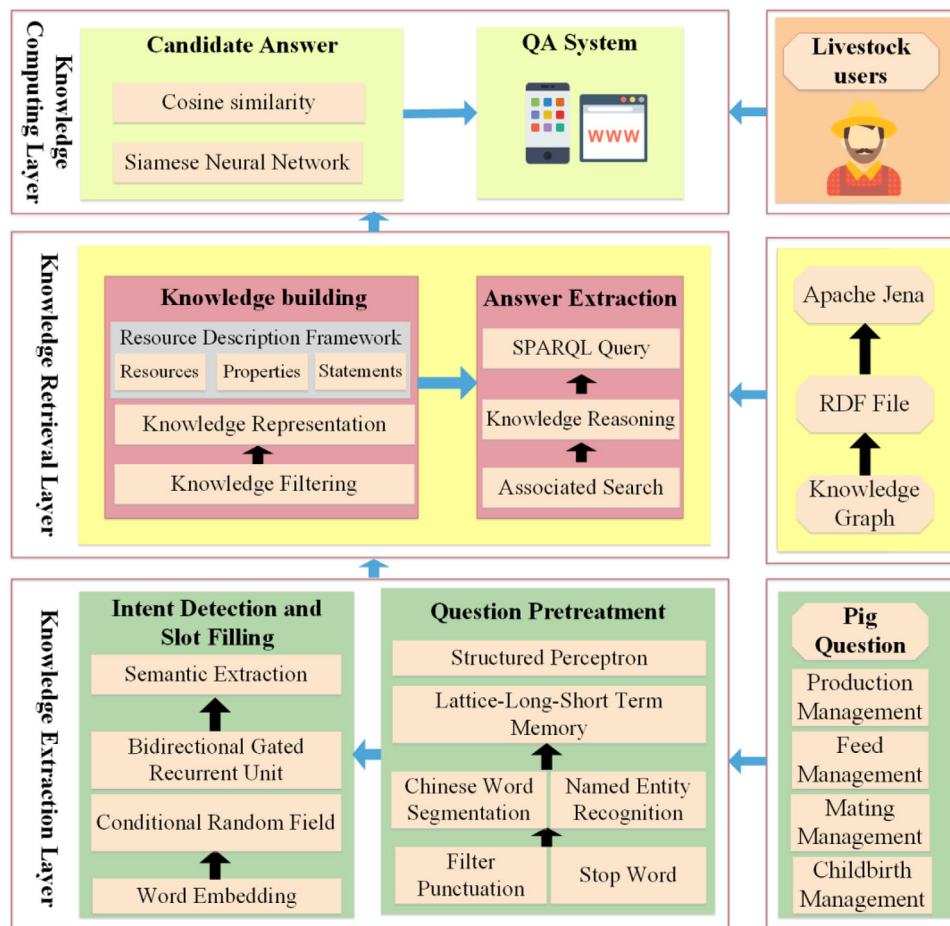 Knowledge
Computing Layer
Candidate Answer
Cosine similarity
Siamese Neural Network
QA System
WWW
Livestock
users
Knowledge Retrieval Layer
Knowledge building
Resource Description Framework
Resources
Properties
Statements
Knowledge Representation
Knowledge Filtering
Answer Extraction
SPARQL Query
Knowledge Reasoning
Associated Search
Apache Jena
RDF File
Knowledge
Graph
Knowledge Extraction Layer
Intent Detection and
Slot Filling
Semantic Extraction
Bidirectional Gated
Recurrent Unit
Conditional Random Field
Word Embedding
Question Pretreatment
Structured Perceptron
Lattice-Long-Short Term
Memory
Chinese Word
Segmentation
Named Entity
Recognition
Filter
Punctuation
Stop Word
Pig
Question
Production
Management
Feed
Management
Mating
Management
Childbirth
Management